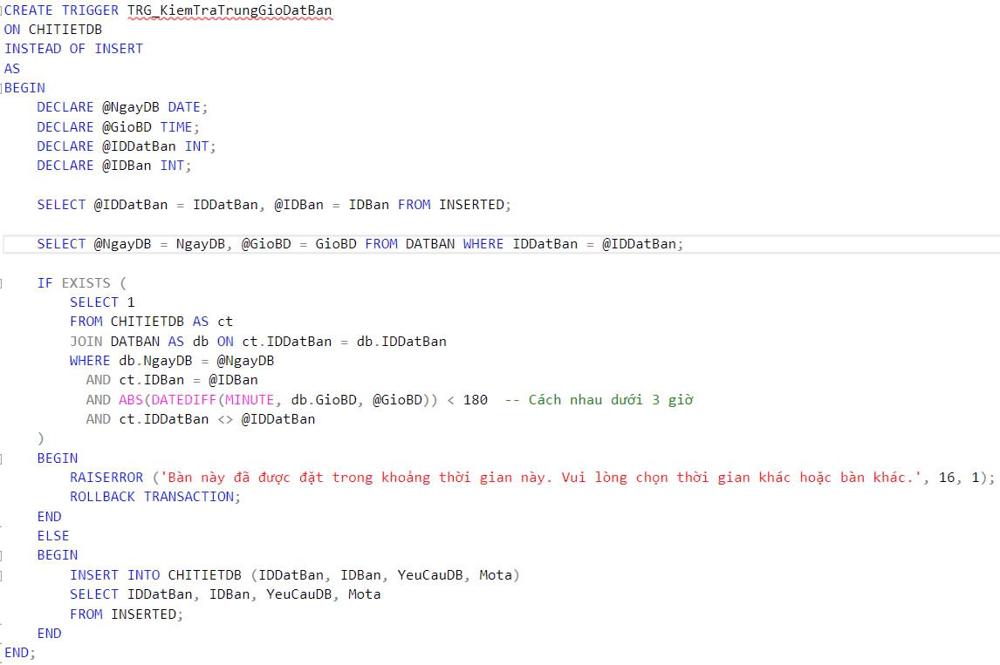 CREATE TRIGGER TRG_KiemTraTrungGioDatBan
ON CHITIETDB
INSTEAD OF INSERT
AS
BEGIN
    DECLARE @NgayDB DATE;
    DECLARE @GioBD TIME;
    DECLARE @IDDatBan INT;
    DECLARE @IDBan INT;

    SELECT @IDDatBan = IDDatBan, @IDBan = IDBan FROM INSERTED;

    SELECT @NgayDB = NgayDB, @GioBD = GioBD FROM DATBAN WHERE IDDatBan = @IDDatBan;

    IF EXISTS (
        SELECT 1
        FROM CHITIETDB AS ct
        JOIN DATBAN AS db ON ct.IDDatBan = db.IDDatBan
        WHERE db.NgayDB = @NgayDB
          AND ct.IDBan = @IDBan
          AND ABS(DATEDIFF(MINUTE, db.GioBD, @GioBD)) < 180  -- Cách nhau dưới 3 giờ
          AND ct.IDDatBan <> @IDDatBan
    )
    BEGIN
        RAISERROR ('Bàn này đã được đặt trong khoảng thời gian này. Vui lòng chọn thời gian khác hoặc bàn khác.', 16, 1);
        ROLLBACK TRANSACTION;
    END
    ELSE
    BEGIN
        INSERT INTO CHITIETDB (IDDatBan, IDBan, YeuCauDB, Mota)
        SELECT IDDatBan, IDBan, YeuCauDB, Mota
        FROM INSERTED;
    END
END;